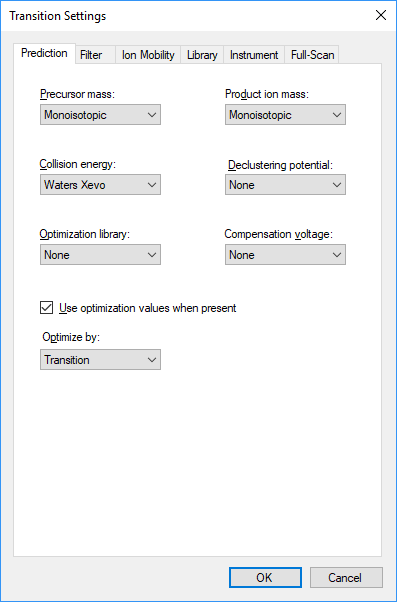 Transition Settings
Prediction Filter Ion Mobility Library Instrument Full-Scan
Precursor mass: Product ion mass:
Monoisotopic Monoisotopic
Collision energy: Declustering potential:
Waters Xevo None
Optimization library: Compensation voltage:
None None
Use optimization values when present
Optimize by:
Transition
OK Cancel